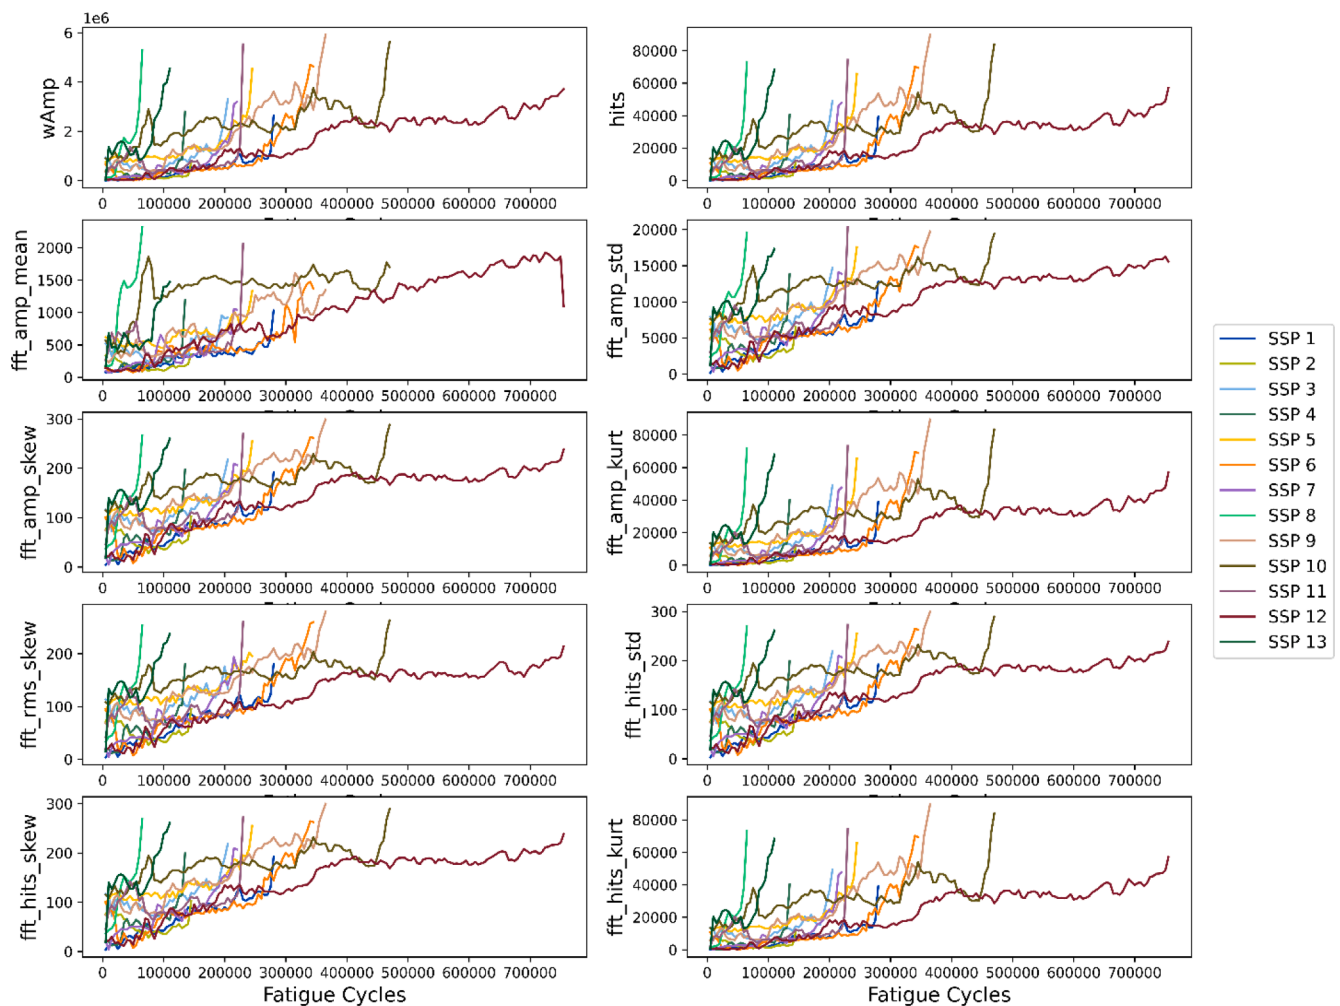 1e6
wAmp
6
4
2
0
0 100000 200000 300000 400000 500000 600000 700000
hits
80000
60000
40000
20000
0
0 100000 200000 300000 400000 500000 600000 700000
fft_amp_mean
2000
1500
1000
500
0
0 100000 200000 300000 400000 500000 600000 700000
fft_amp_std
20000
15000
10000
5000
0
0 100000 200000 300000 400000 500000 600000 700000
fft_amp_skew
300
200
100
0
0 100000 200000 300000 400000 500000 600000 700000
fft_amp_kurt
80000
60000
40000
20000
0
0 100000 200000 300000 400000 500000 600000 700000
fft_rms_skew
200
100
0
0 100000 200000 300000 400000 500000 600000 700000
fft_hits_std
300
200
100
0
0 100000 200000 300000 400000 500000 600000 700000
fft_hits_skew
300
200
100
0
0 100000 200000 300000 400000 500000 600000 700000
Fatigue Cycles
fft_hits_kurt
80000
60000
40000
20000
0
0 100000 200000 300000 400000 500000 600000 700000
Fatigue Cycles
SSP 1
SSP 2
SSP 3
SSP 4
SSP 5
SSP 6
SSP 7
SSP 8
SSP 9
SSP 10
SSP 11
SSP 12
SSP 13